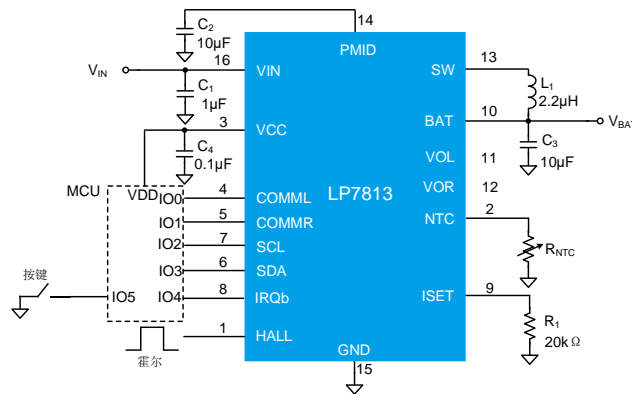 C₂
10µF
14
PMID
V_IN
16
VIN
C₁
1µF
3
VCC
C₄
0.1µF
MCU
VDD
IO0
4
COMML
IO1
5
COMMR
IO2
7
SCL
IO3
6
SDA
IO4
8
IRQb
按键
IO5
1
HALL
霍尔
LP7813
13
SW
L₁
2.2µH
10
BAT
V_BAT
C₃
10µF
VOL
11
VOR
12
NTC
2
R_NTC
ISET
9
R₁
20kΩ
GND
15